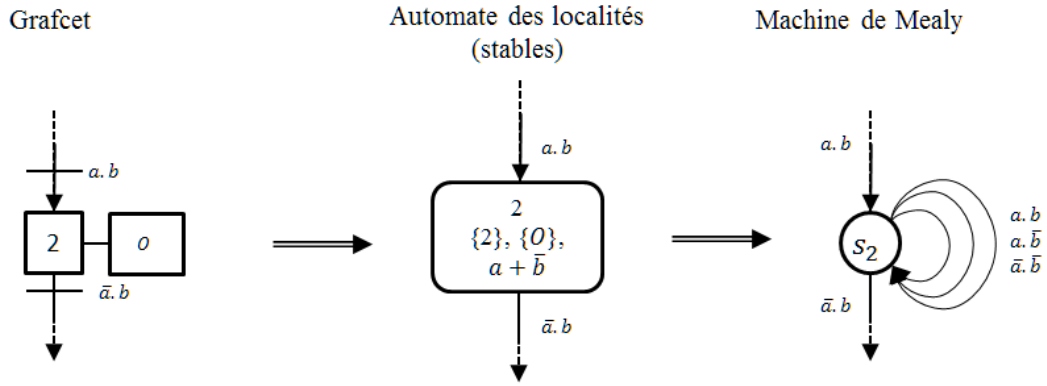 Grafcet
Automate des localités
(stables)
Machine de Mealy
a. b
2
O
a̅. b
a. b
2
{2}, {O},
a + b̅
a̅. b
a. b
S₂
a. b
a. b̅
a̅. b̅
a̅. b